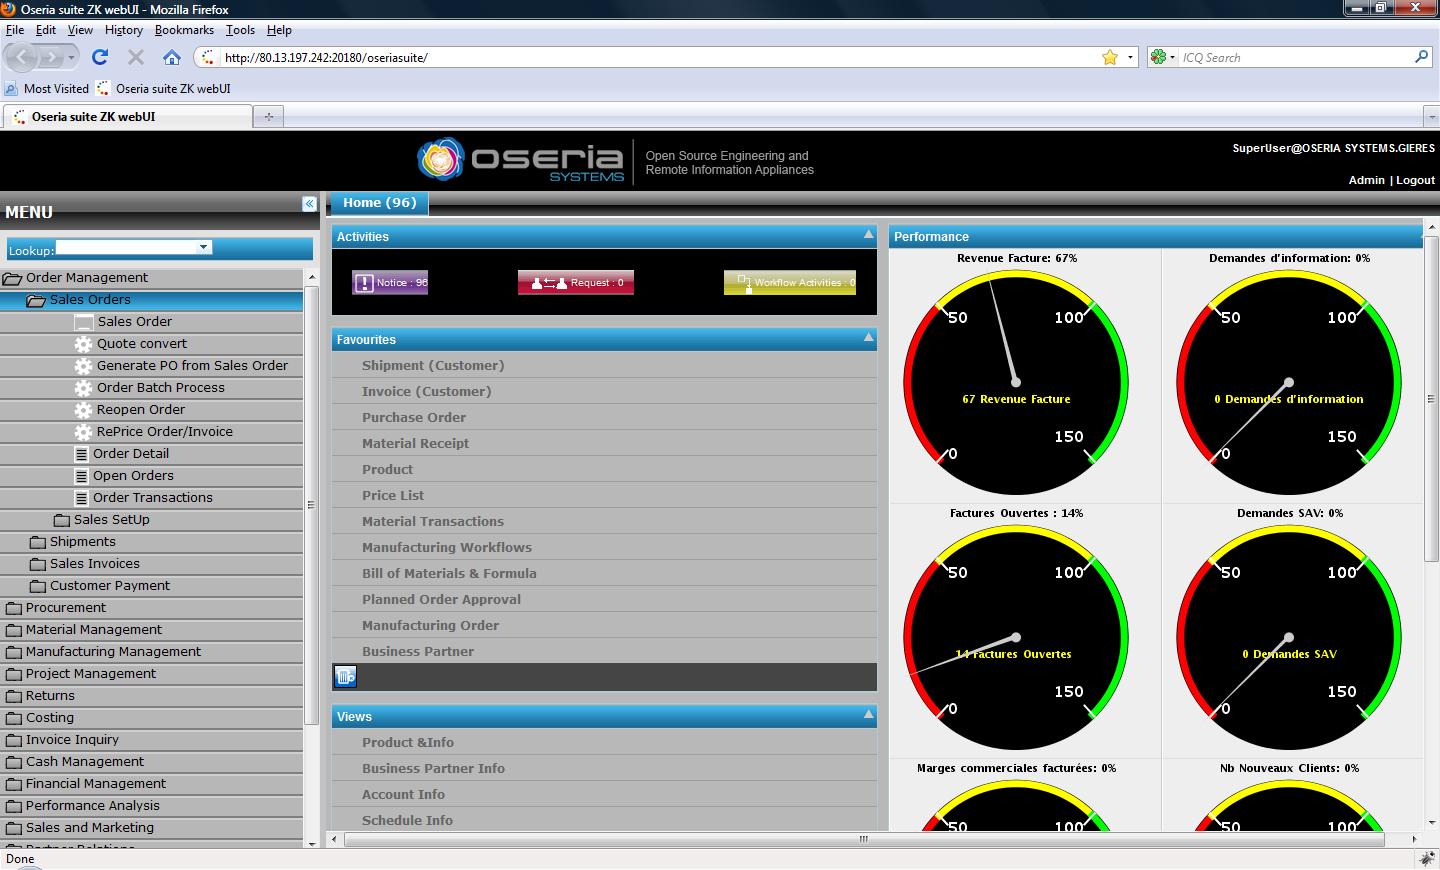 Oseria suite ZK webUI - Mozilla Firefox
File Edit View History Bookmarks Tools Help
http://80.13.197.242:20180/oseriasuite/
ICQ Search
Most Visited Oseria suite ZK webUI
Oseria suite ZK webUI
oseria SYSTEMS
Open Source Engineering and
Remote Information Appliances
SuperUser@OSERIA SYSTEMS.GIERES
Admin | Logout
MENU
Lookup:
Order Management
Sales Orders
Sales Order
Quote convert
Generate PO from Sales Order
Order Batch Process
Reopen Order
RePrice Order/Invoice
Order Detail
Open Orders
Order Transactions
Sales SetUp
Shipments
Sales Invoices
Customer Payment
Procurement
Material Management
Manufacturing Management
Project Management
Returns
Costing
Invoice Inquiry
Cash Management
Financial Management
Performance Analysis
Sales and Marketing
Partner Relations
Home (96)
Activities
Notice : 96
Request : 0
Workflow Activities : 0
Favourites
Shipment (Customer)
Invoice (Customer)
Purchase Order
Material Receipt
Product
Price List
Material Transactions
Manufacturing Workflows
Bill of Materials & Formula
Planned Order Approval
Manufacturing Order
Business Partner
Views
Product &Info
Business Partner Info
Account Info
Schedule Info
Performance
Revenue Facture: 67%
50 100
67 Revenue Facture
150
0
Demandes d'information: 0%
50 100
0 Demandes d'information
150
0
Factures Ouvertes : 14%
50 100
14 Factures Ouvertes
150
0
Demandes SAV: 0%
50 100
0 Demandes SAV
150
0
Marges commerciales facturées: 0%
50 100
Nb Nouveaux Clients: 0%
50 100
Done